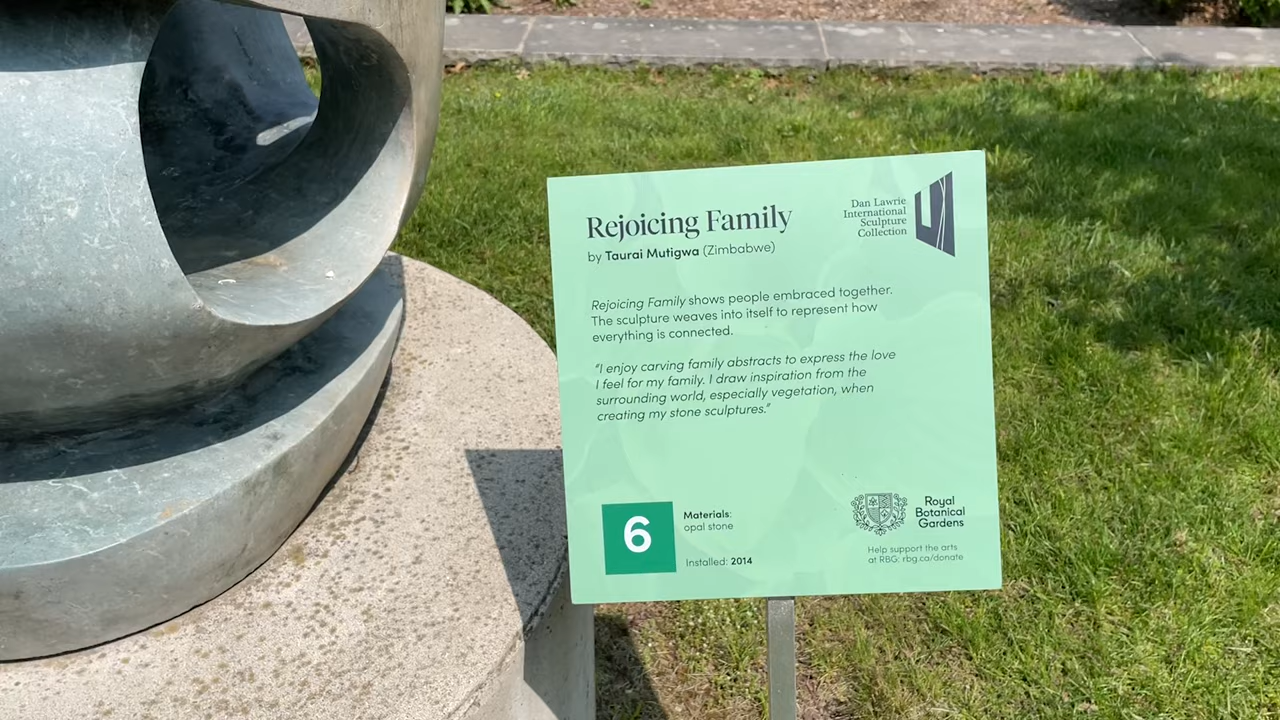 Rejoicing Family
by Taurai Mutigwa (Zimbabwe)
Dan Lawrie
International
Sculpture
Collection
Rejoicing Family shows people embraced together.
The sculpture weaves into itself to represent how
everything is connected.
“I enjoy carving family abstracts to express the love
I feel for my family. I draw inspiration from the
surrounding world, especially vegetation, when
creating my stone sculptures.”
6
Materials:
opal stone
Installed: 2014
Royal
Botanical
Gardens
Help support the arts
at RBG: rbg.ca/donate